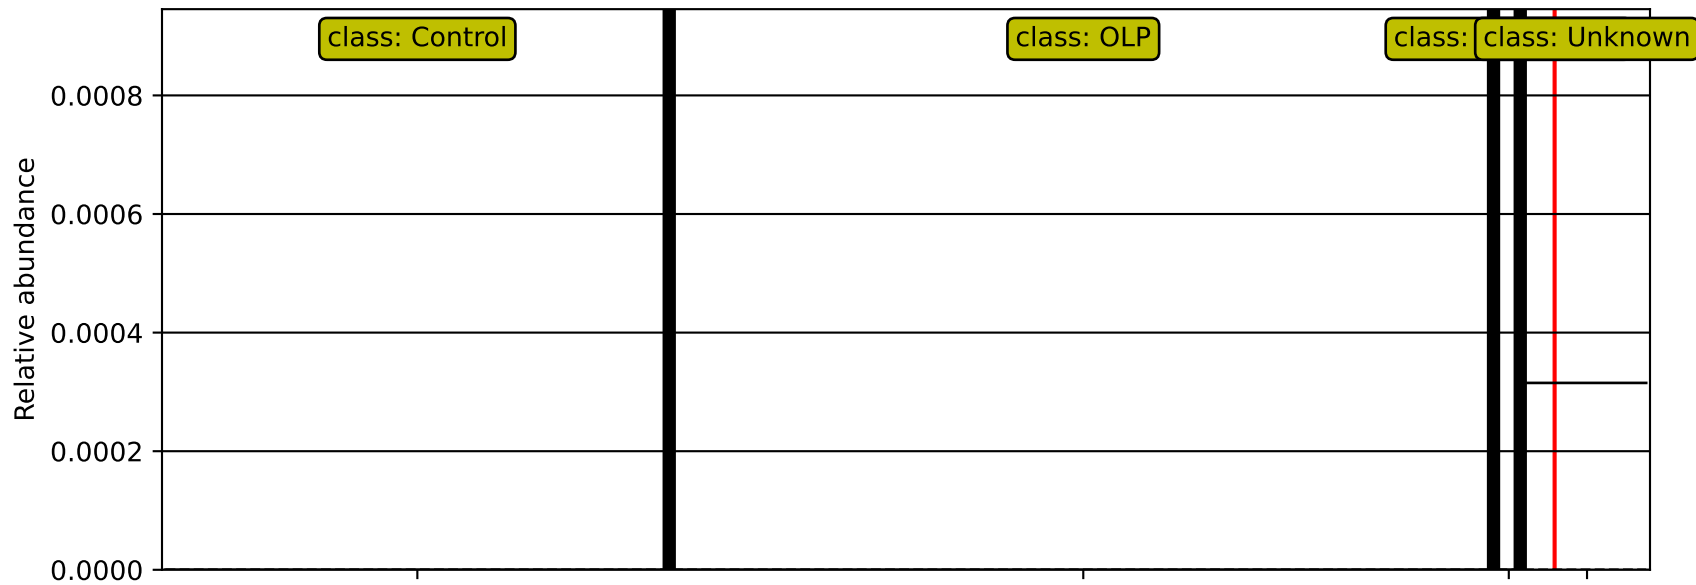 class: Control
class: OLP
class:
class: Unknown
0.0008
0.0006
0.0004
0.0002
0.0000
Relative abundance